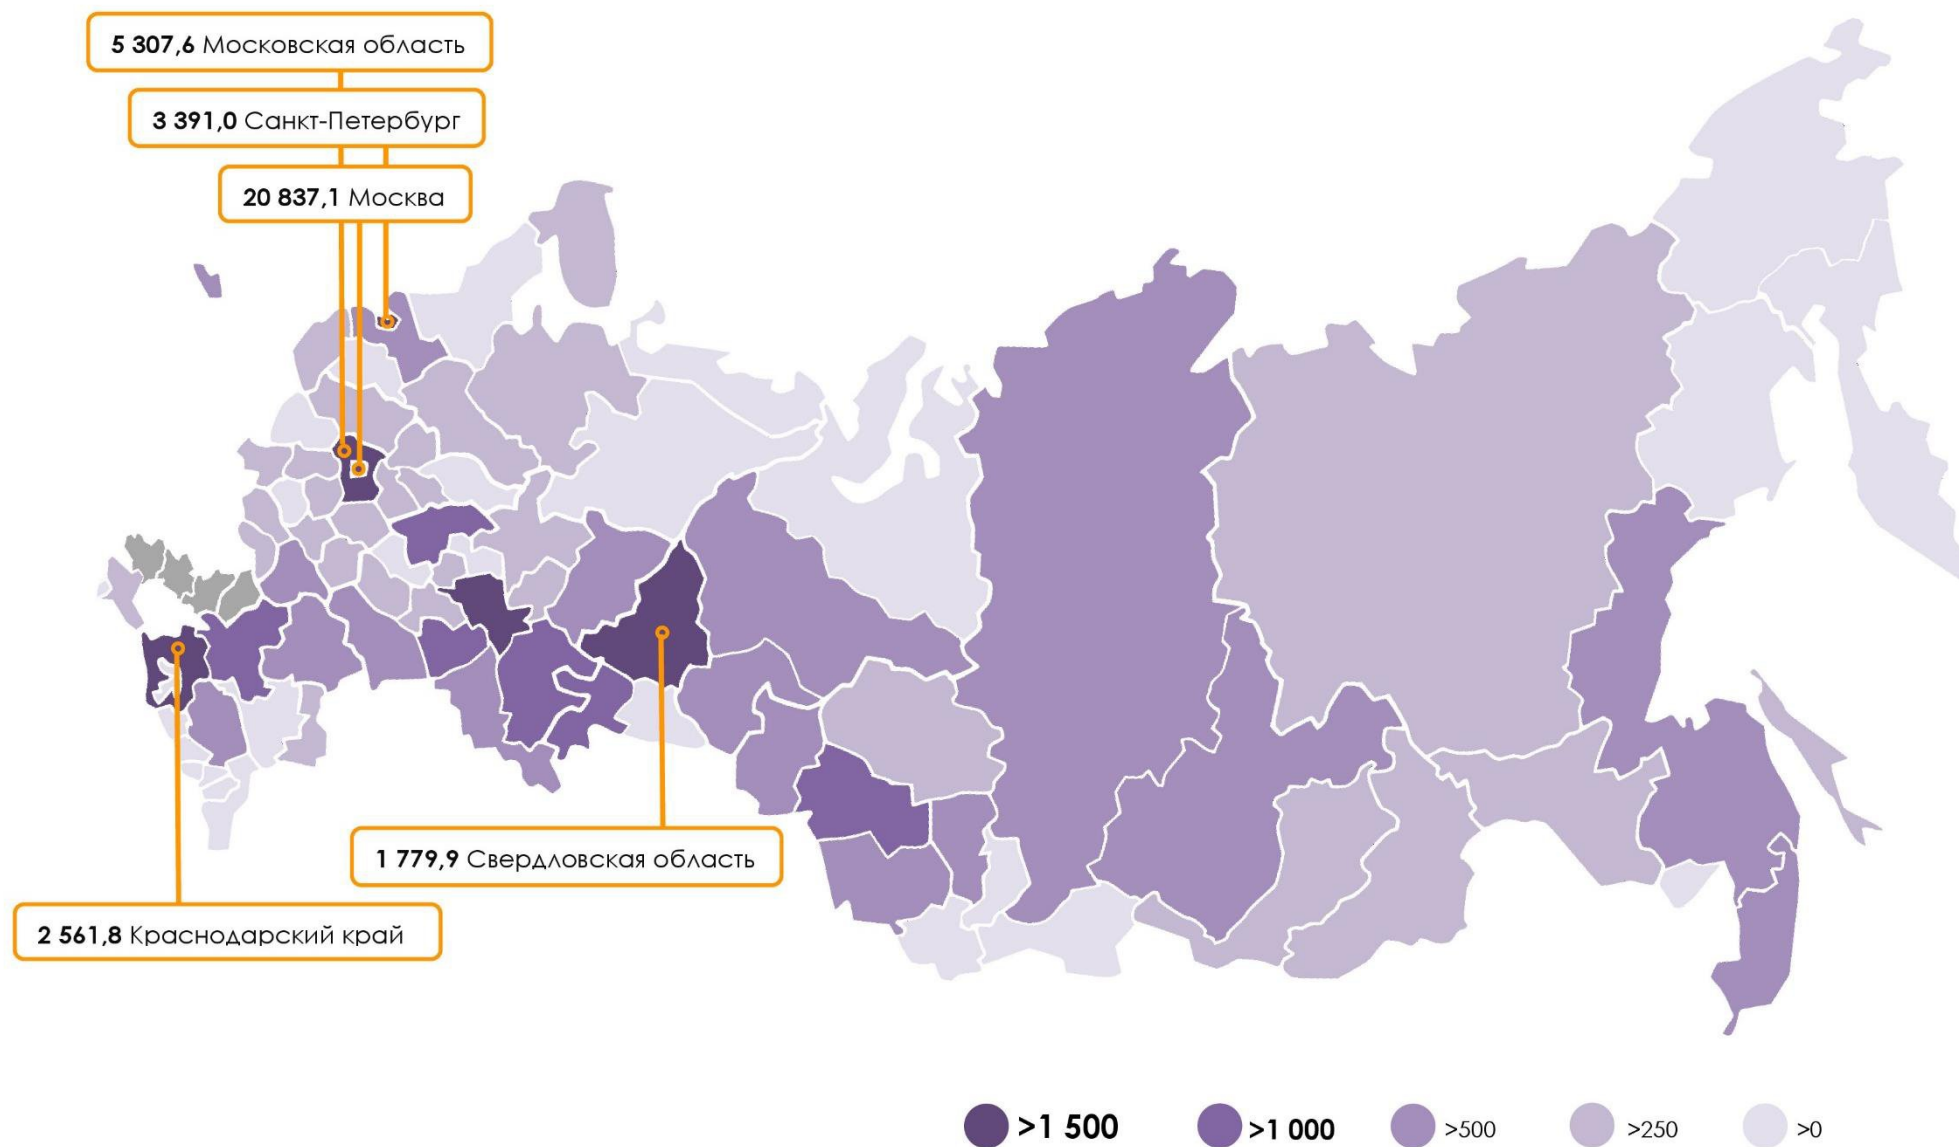 5 307,6 Московская область
3 391,0 Санкт-Петербург
20 837,1 Москва
1 779,9 Свердловская область
2 561,8 Краснодарский край
>1 500 >1 000 >500 >250 >0